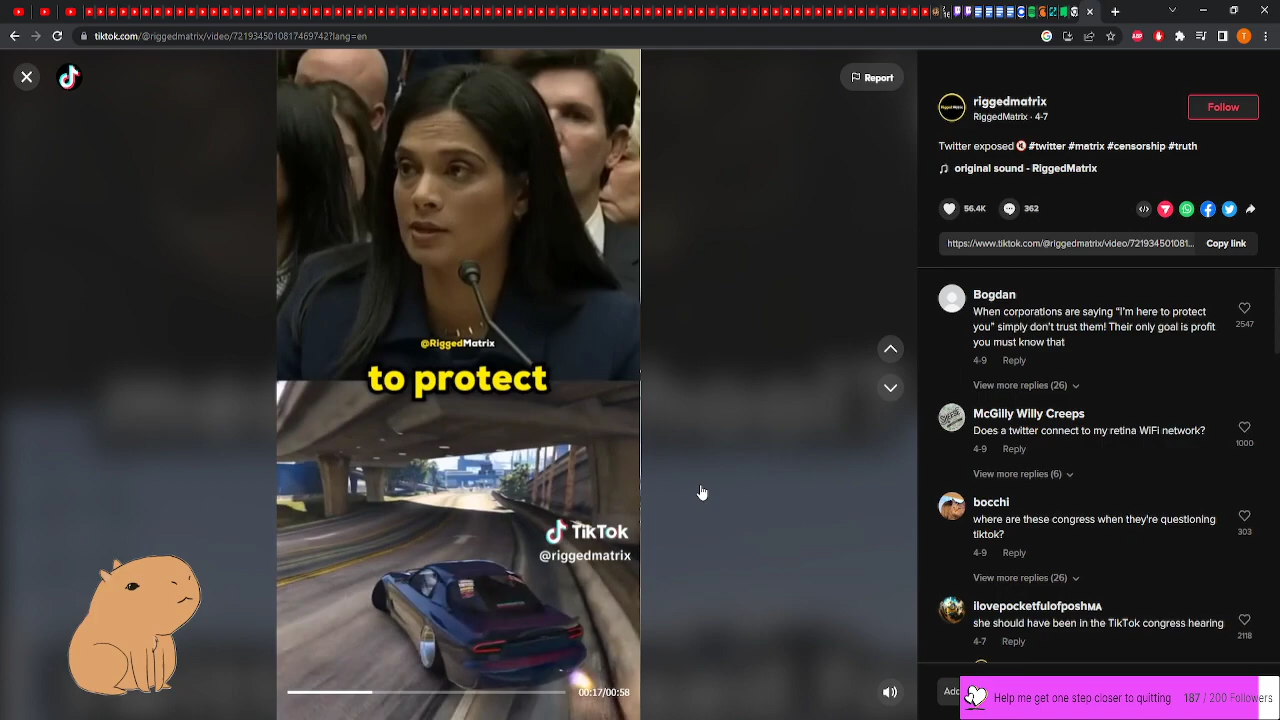 tiktok.com/@riggedmatrix/video/7219345010817469742?lang=en
Report
@RiggedMatrix
to protect
TikTok
@riggedmatrix
00:17/00:58
riggedmatrix
RiggedMatrix · 4-7
Follow
Twitter exposed #twitter #matrix #censorship #truth
original sound - RiggedMatrix
56.4K
362
https://www.tiktok.com/@riggedmatrix/video/721934501081...
Copy link
Bogdan
When corporations are saying "I'm here to protect
you" simply don't trust them! Their only goal is profit
you must know that
2547
4-9 Reply
View more replies (26)
McGilly Willy Creeps
Does a twitter connect to my retina WiFi network?
1000
4-9 Reply
View more replies (6)
bocchi
where are these congress when they're questioning
tiktok?
303
4-9 Reply
View more replies (26)
ilovepocketfulofposhMA
she should have been in the TikTok congress hearing
2118
4-7 Reply
Add
Help me get one step closer to quitting 187 / 200 Followers